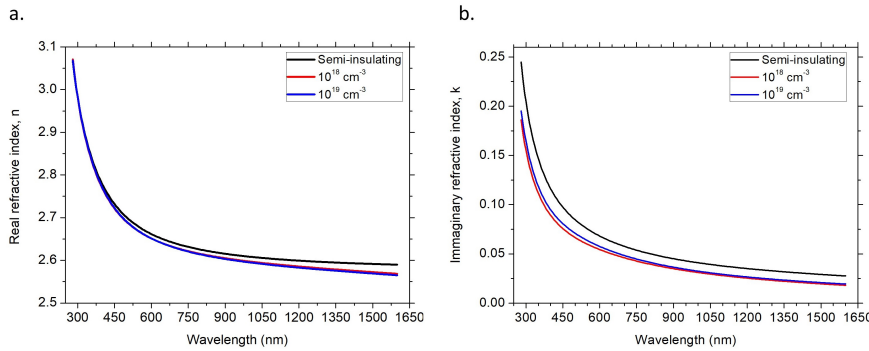 a.
3.1
3.0
2.9
2.8
2.7
2.6
2.5
Real refractive index, n
Semi-insulating
10¹⁸ cm⁻³
10¹⁹ cm⁻³
300 450 600 750 900 1050 1200 1350 1500 1650
Wavelength (nm)
b.
0.25
0.20
0.15
0.10
0.05
0.00
Immaginary refractive index, k
Semi-insulating
10¹⁸ cm⁻³
10¹⁹ cm⁻³
300 450 600 750 900 1050 1200 1350 1500 1650
Wavelength (nm)